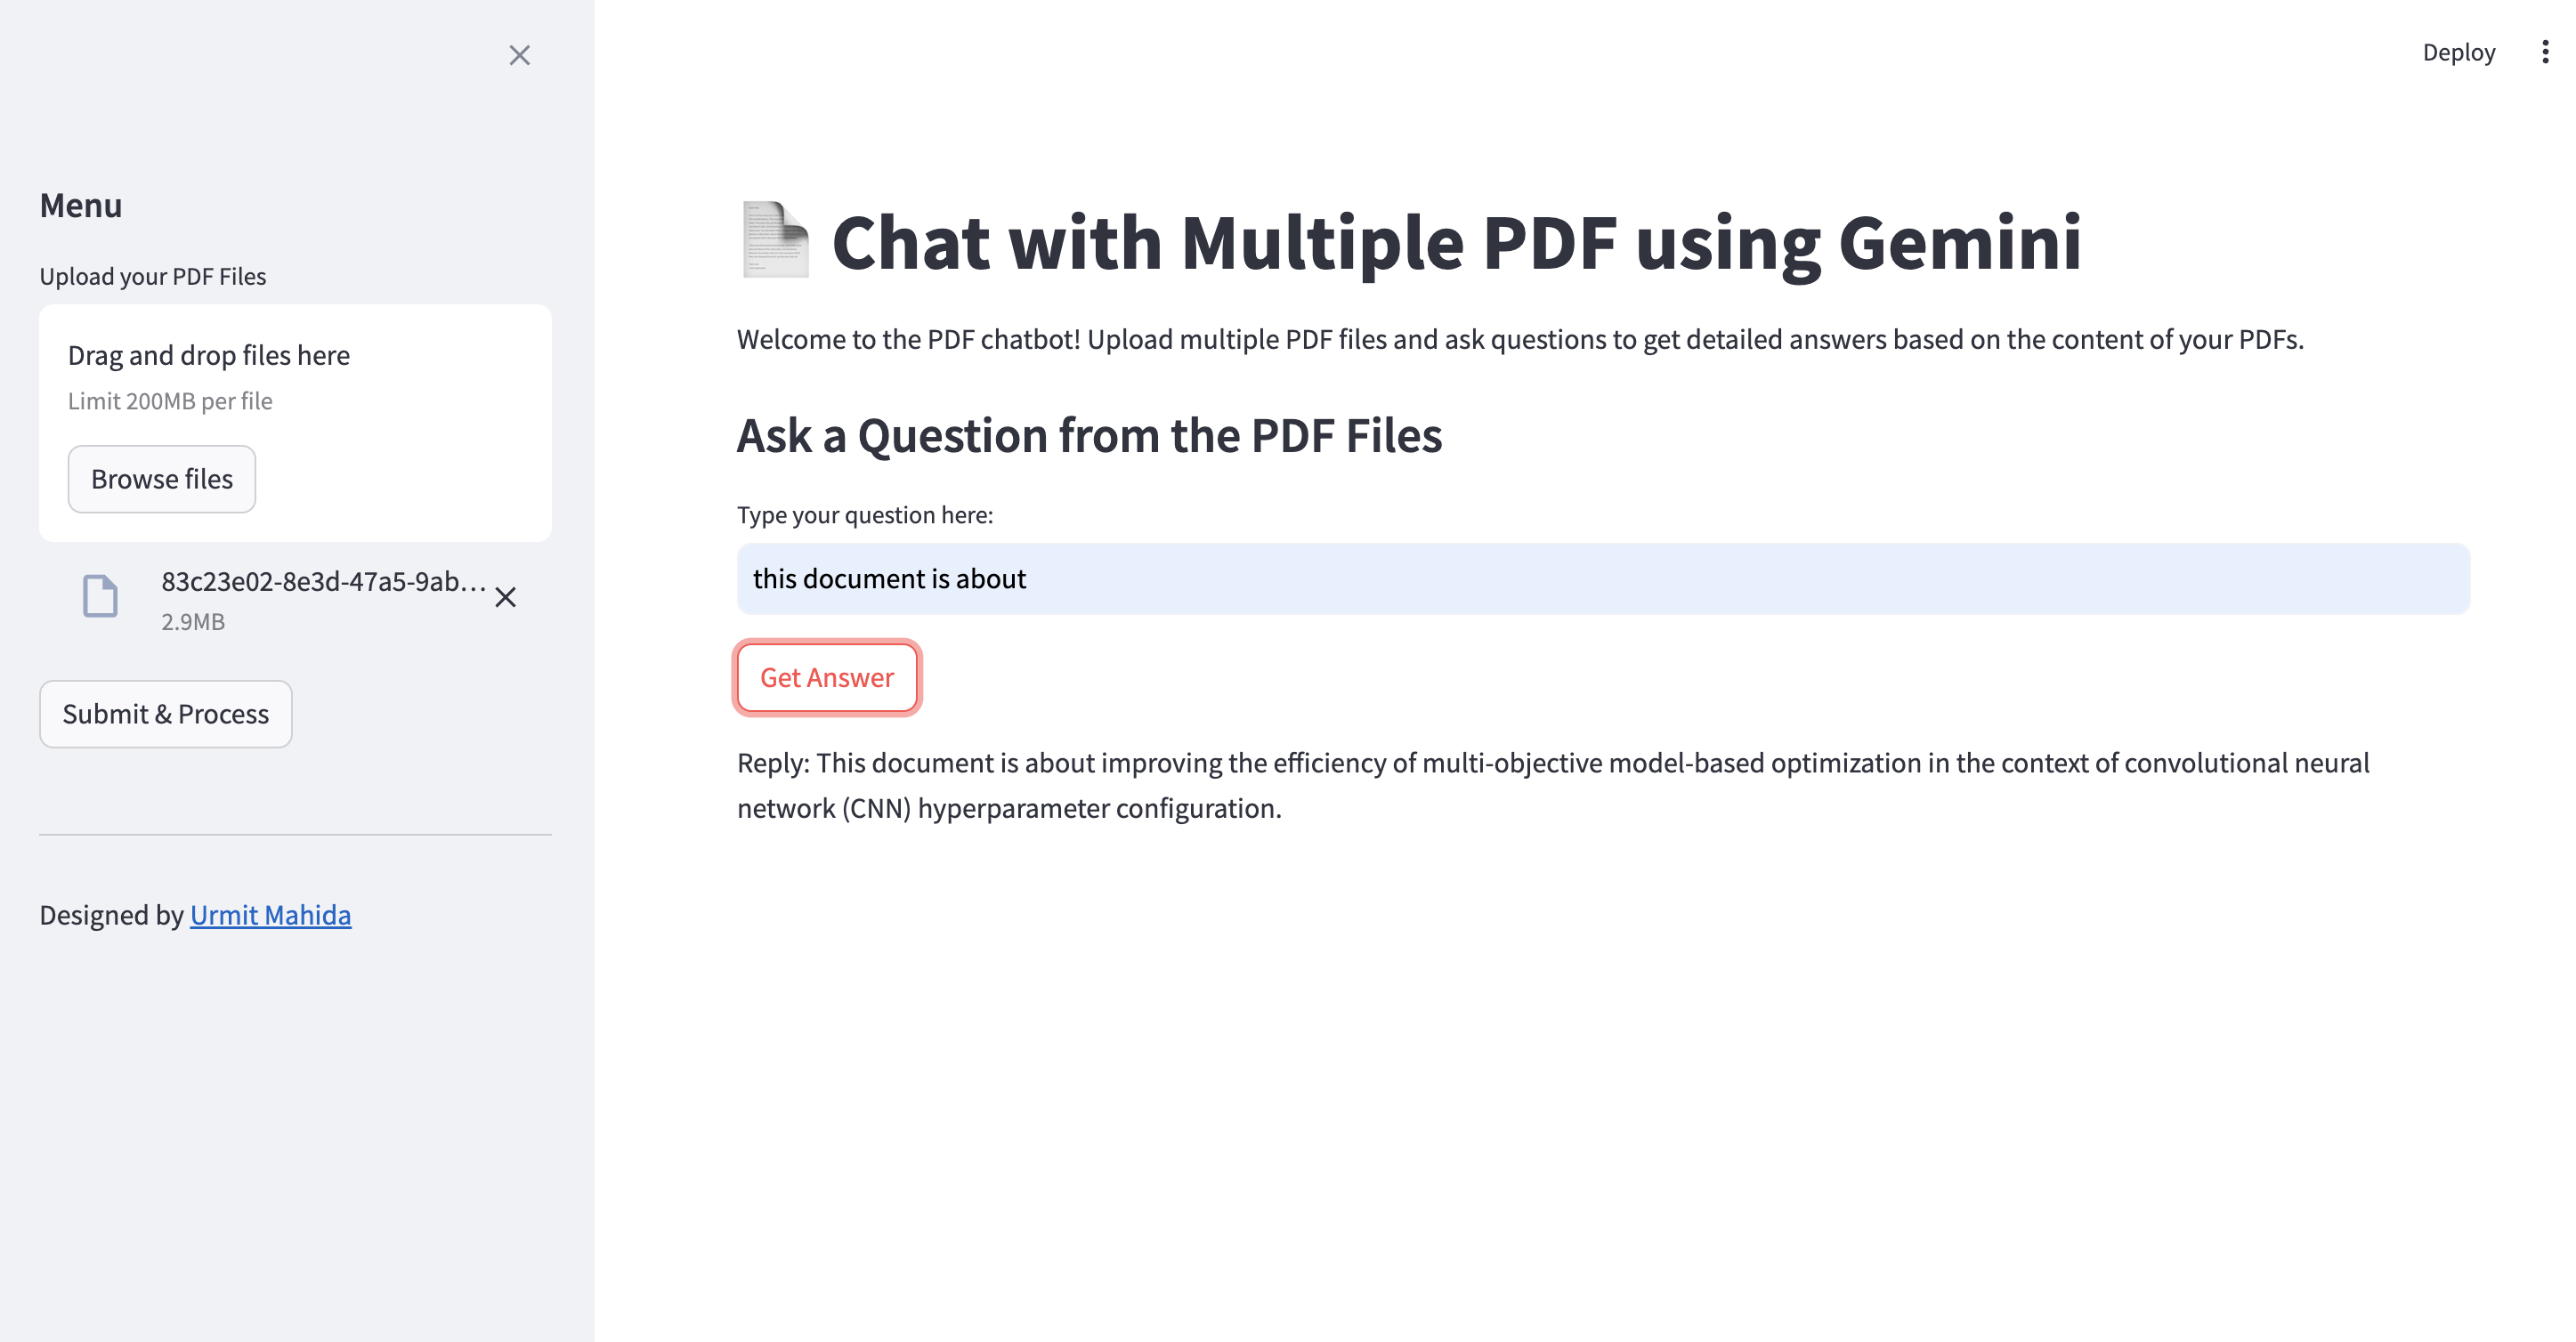 Deploy
Menu
Upload your PDF Files
Drag and drop files here
Limit 200MB per file
Browse files
83c23e02-8e3d-47a5-9ab…
2.9MB
Submit & Process
Designed by Urmit Mahida
Chat with Multiple PDF using Gemini
Welcome to the PDF chatbot! Upload multiple PDF files and ask questions to get detailed answers based on the content of your PDFs.
Ask a Question from the PDF Files
Type your question here:
this document is about
Get Answer
Reply: This document is about improving the efficiency of multi-objective model-based optimization in the context of convolutional neural
network (CNN) hyperparameter configuration.